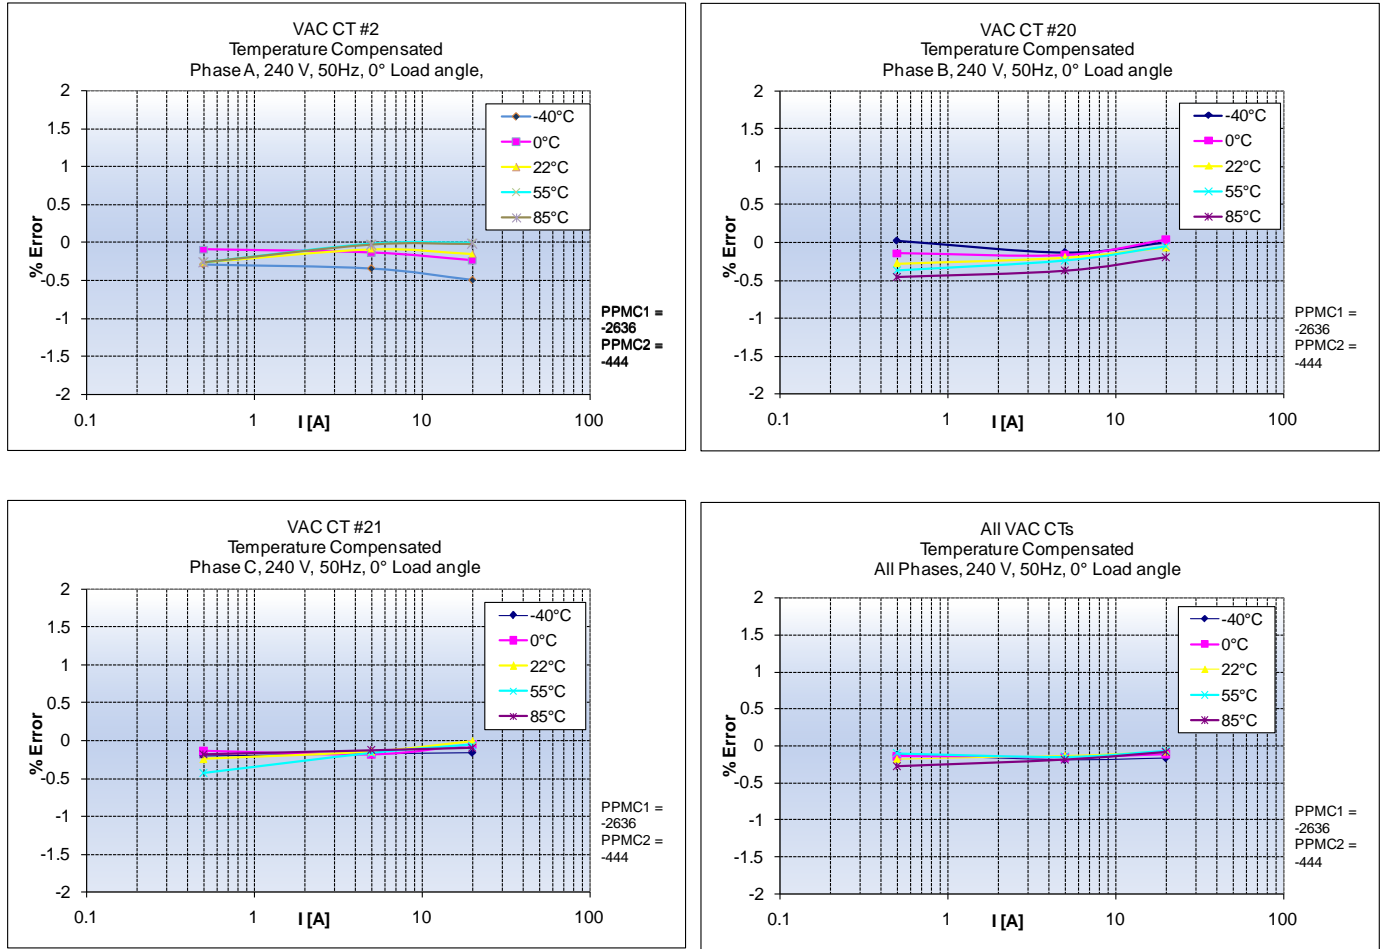 VAC CT #2
Temperature Compensated
Phase A, 240 V, 50Hz, 0° Load angle,
2
1.5
1
0.5
0
-0.5
-1
-1.5
-2
% Error
-40°C
0°C
22°C
55°C
85°C
PPMC1 =
-2636
PPMC2 =
-444
0.1
1
10
100
I [A]
VAC CT #20
Temperature Compensated
Phase B, 240 V, 50Hz, 0° Load angle
2
1.5
1
0.5
0
-0.5
-1
-1.5
-2
% Error
-40°C
0°C
22°C
55°C
85°C
PPMC1 =
-2636
PPMC2 =
-444
0.1
1
10
100
I [A]
VAC CT #21
Temperature Compensated
Phase C, 240 V, 50Hz, 0° Load angle
2
1.5
1
0.5
0
-0.5
-1
-1.5
-2
% Error
-40°C
0°C
22°C
55°C
85°C
PPMC1 =
-2636
PPMC2 =
-444
0.1
1
10
100
I [A]
All VAC CTs
Temperature Compensated
All Phases, 240 V, 50Hz, 0° Load angle
2
1.5
1
0.5
0
-0.5
-1
-1.5
-2
% Error
-40°C
0°C
22°C
55°C
85°C
PPMC1 =
-2636
PPMC2 =
-444
0.1
1
10
100
I [A]